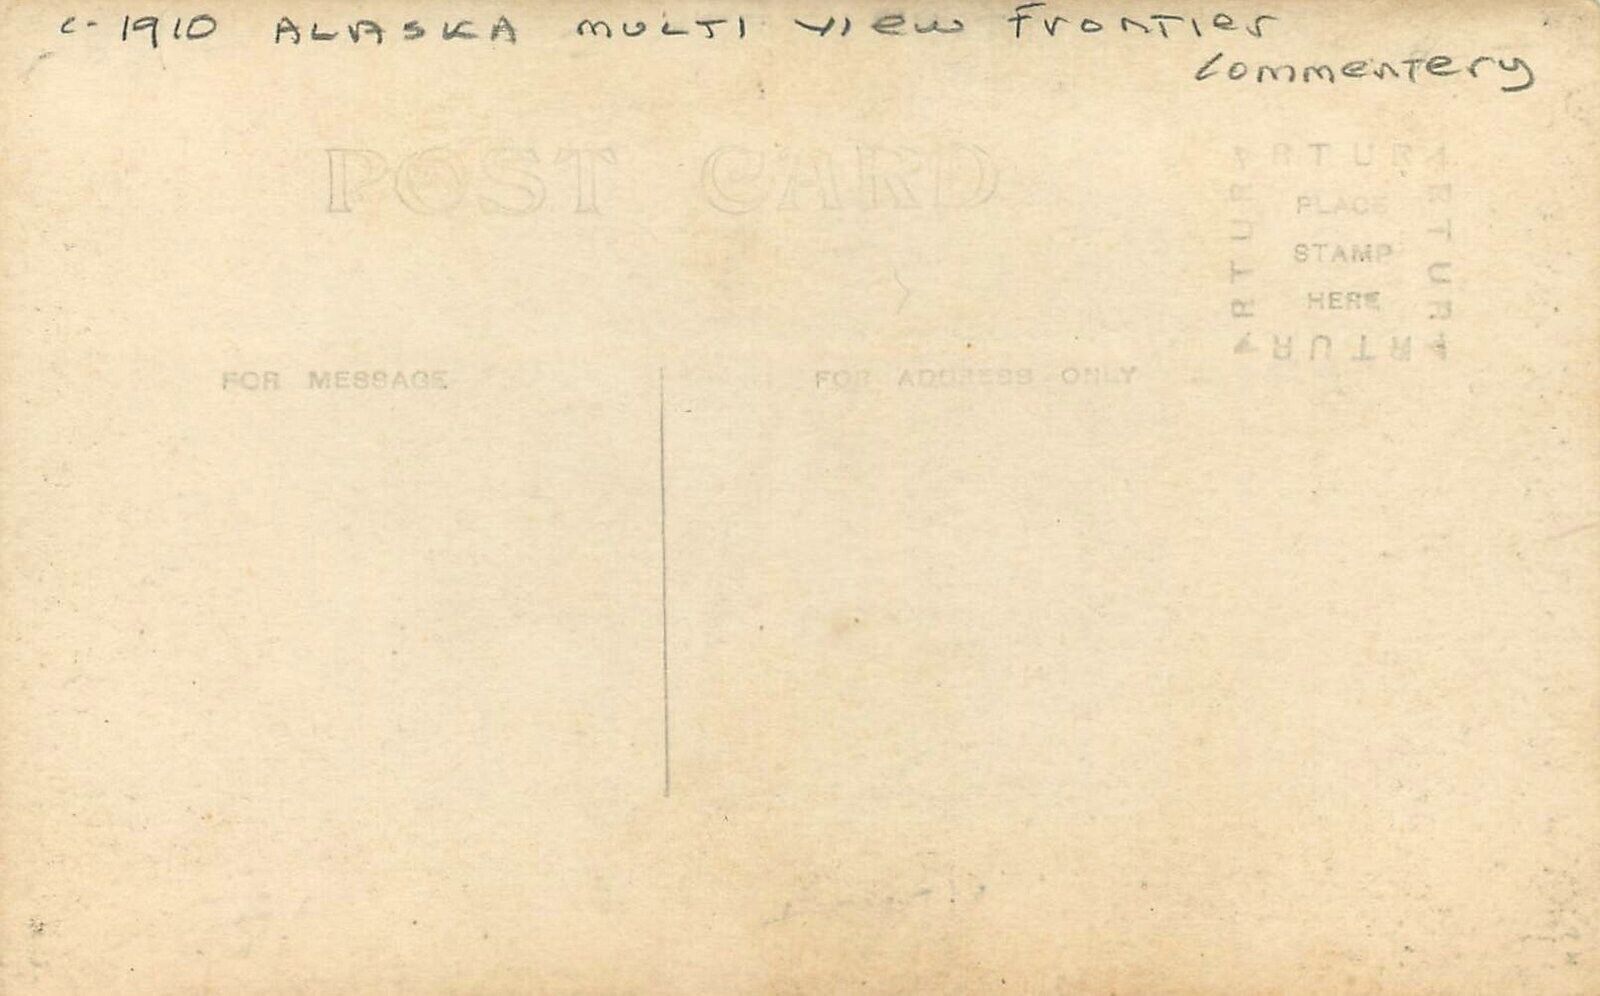 c-1910 ALASKA MULTI VIEW Frontier
Commentery
POST CARD
ARTURA
PLACE
STAMP
HERE
ARTURA
ARTURA
ARTURA
FOR MESSAGE
FOR ADDRESS ONLY